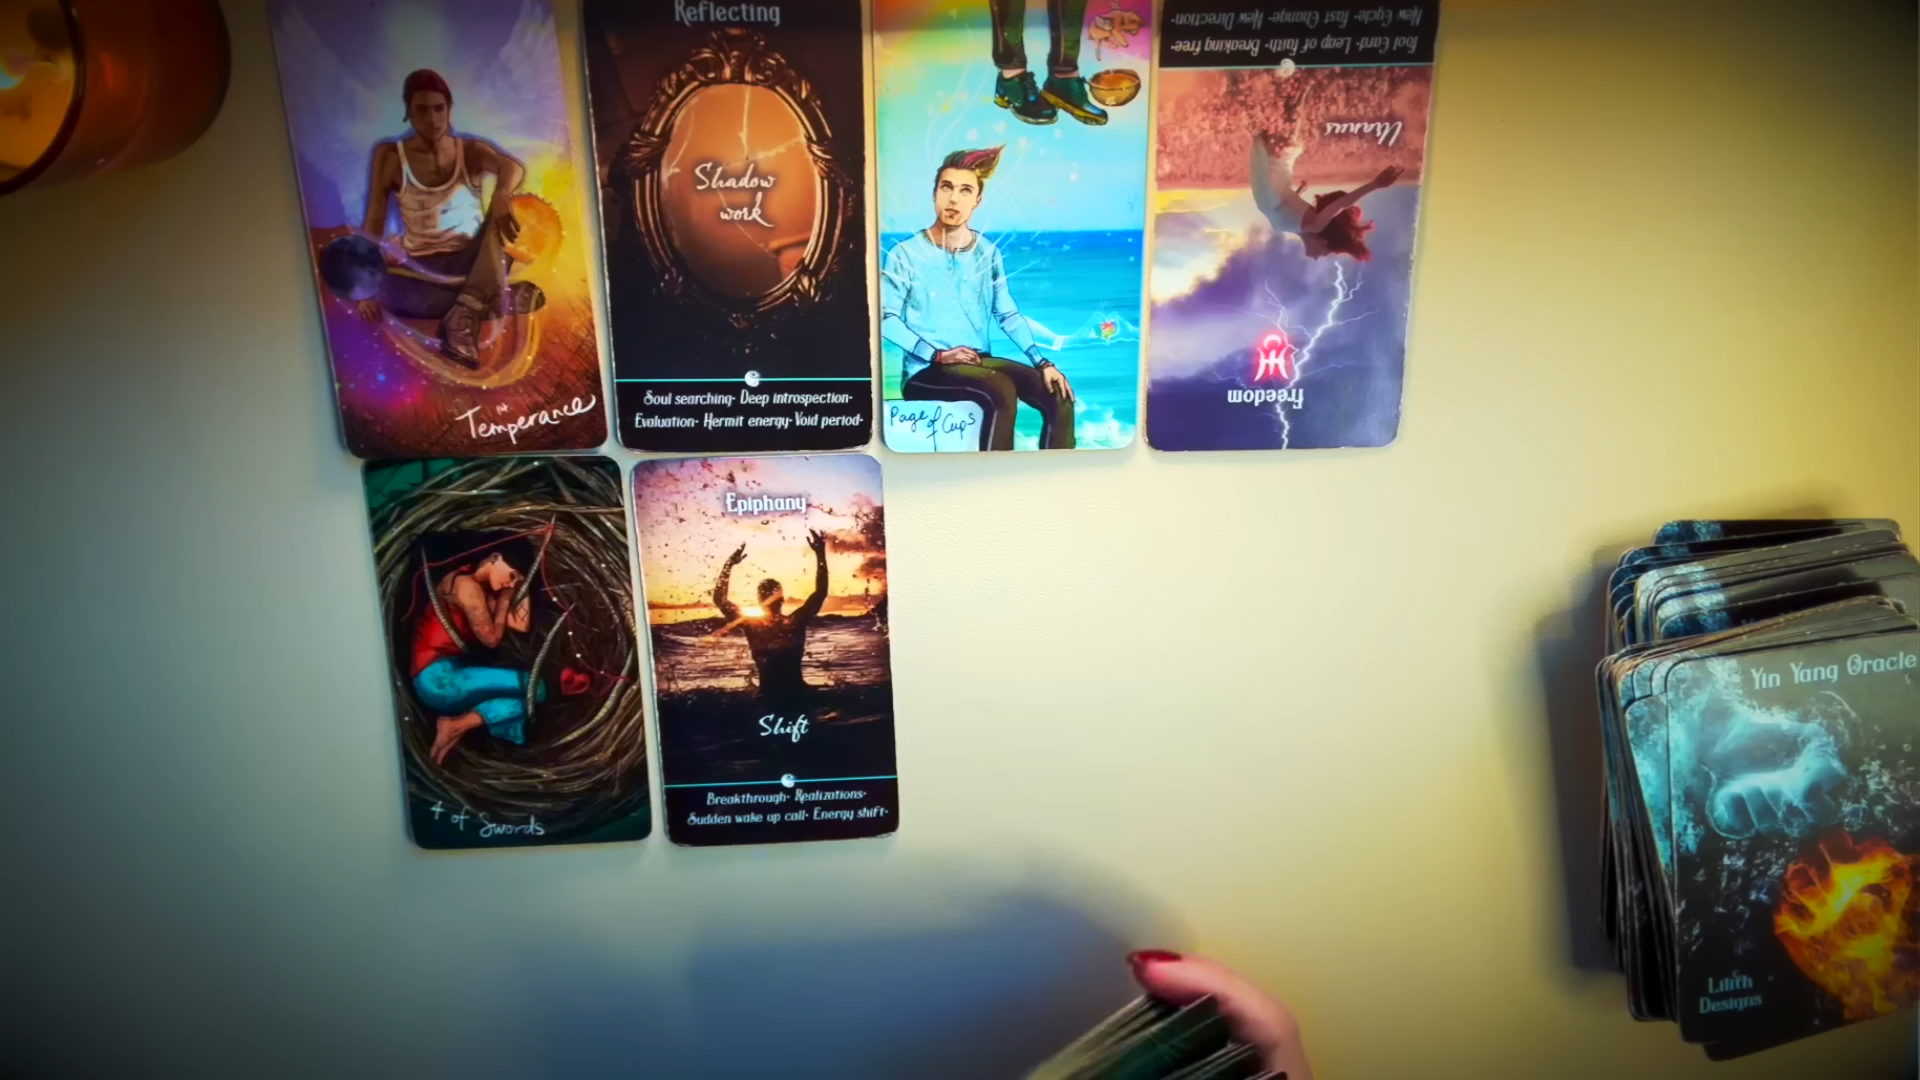 14
Temperance
Reflecting
Shadow
work
Soul searching· Deep introspection·
Evaluation· Hermit energy· Void period·
Page of Cups
Fool Card· Leap of faith· Breaking free·
New Cycle· Fast Change· New Direction·
Uranus
Freedom
4 of Swords
Epiphany
Shift
Breakthrough· Realizations·
Sudden wake up call· Energy shift·
Yin Yang Oracle
Lilith
Designs